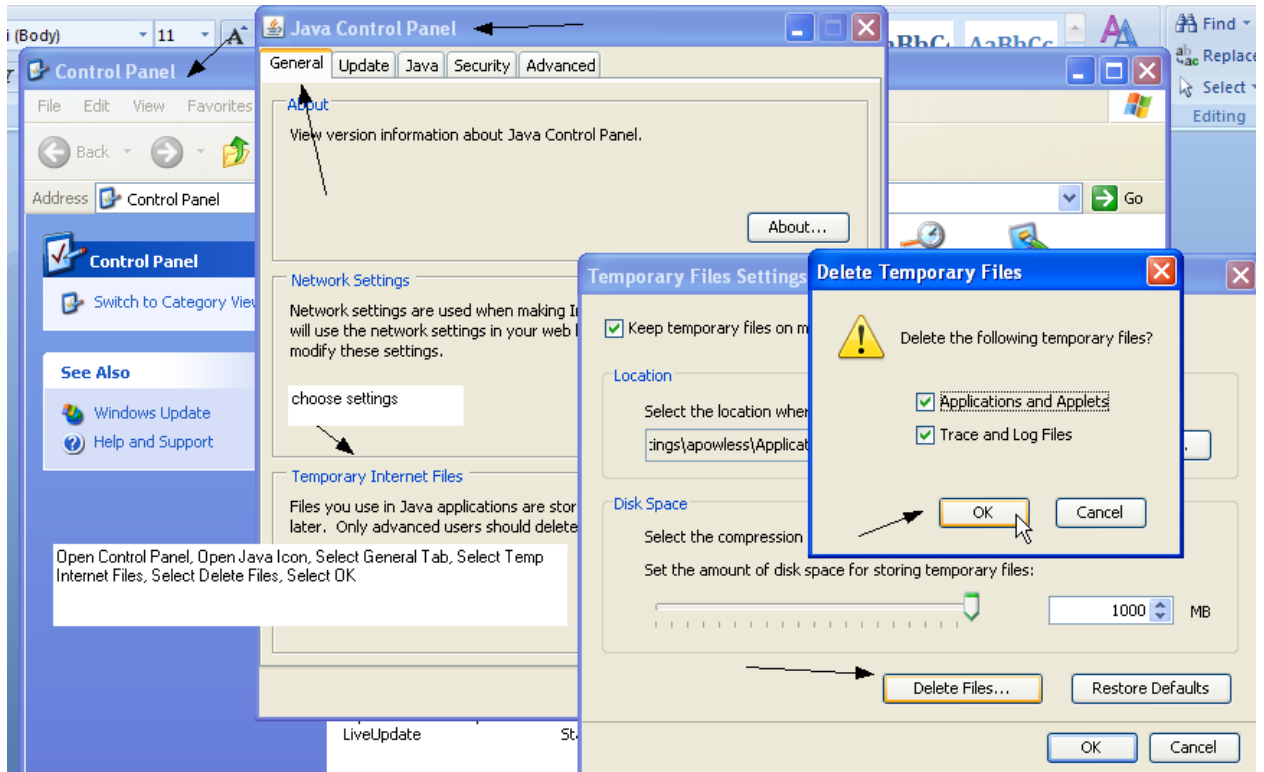 i (Body)
11
A
AaBbCc
AA
Find
Replace
Select
Editing
Control Panel
File Edit View Favorites
Back
Address Control Panel
Go
Control Panel
Switch to Category View
See Also
Windows Update
Help and Support
Java Control Panel
General Update Java Security Advanced
About
View version information about Java Control Panel.
About...
Network Settings
Network settings are used when making
will use the network settings in your web
modify these settings.
choose settings
Temporary Internet Files
Files you use in Java applications are stor
later. Only advanced users should delete
Open Control Panel, Open Java Icon, Select General Tab, Select Temp
Internet Files, Select Delete Files, Select OK
LiveUpdate
Temporary Files Settings
Keep temporary files on
Location
Select the location wher
:ings\apowless\Applicat
Disk Space
Select the compression
Set the amount of disk space for storing temporary files:
1000 MB
Delete Files... Restore Defaults
OK Cancel
Delete Temporary Files
Delete the following temporary files?
Applications and Applets
Trace and Log Files
OK Cancel